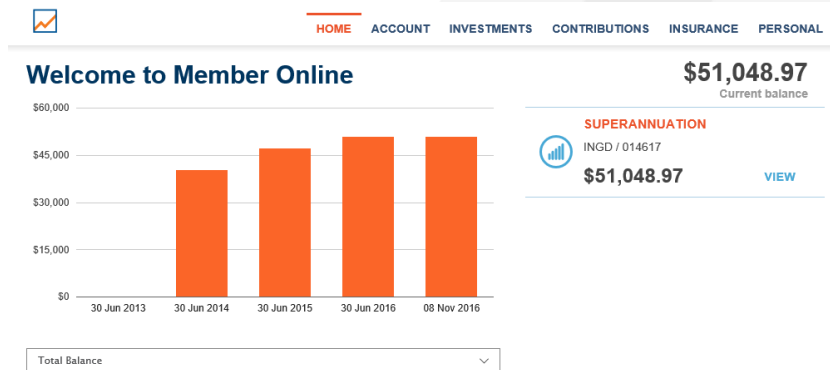 HOME ACCOUNT INVESTMENTS CONTRIBUTIONS INSURANCE PERSONAL
Welcome to Member Online
$51,048.97
Current balance
$60,000
$45,000
$30,000
$15,000
$0
30 Jun 2013 30 Jun 2014 30 Jun 2015 30 Jun 2016 08 Nov 2016
SUPERANNUATION
INGD / 014617
$51,048.97 VIEW
Total Balance